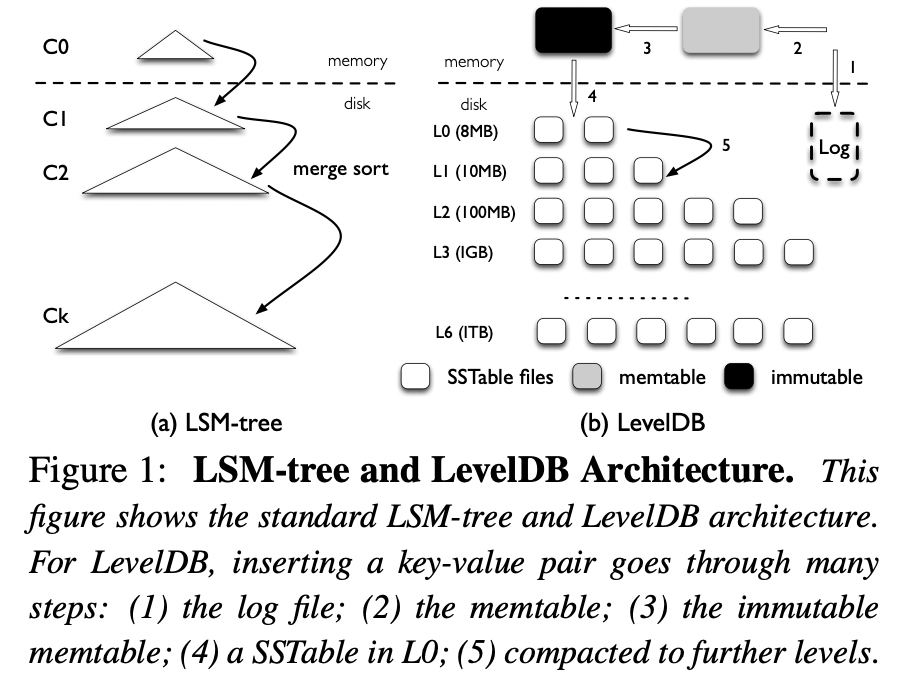 C0
memory
disk
C1
C2
merge sort
Ck
(a) LSM-tree
3
2
memory
1
disk
4
L0 (8MB)
5
Log
L1 (10MB)
L2 (100MB)
L3 (1GB)
L6 (1TB)
SSTable files
memtable
immutable
(b) LevelDB
Figure 1: LSM-tree and LevelDB Architecture. This
figure shows the standard LSM-tree and LevelDB architecture.
For LevelDB, inserting a key-value pair goes through many
steps: (1) the log file; (2) the memtable; (3) the immutable
memtable; (4) a SSTable in L0; (5) compacted to further levels.